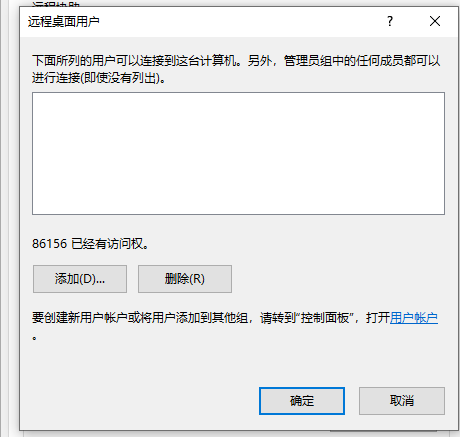 远程协助
远程桌面用户
下面所列的用户可以连接到这台计算机。另外，管理员组中的任何成员都可以
进行连接(即使没有列出)。
86156 已经有访问权。
添加(D)...
删除(R)
要创建新用户帐户或将用户添加到其他组，请转到“控制面板”，打开用户帐户
。
确定
取消